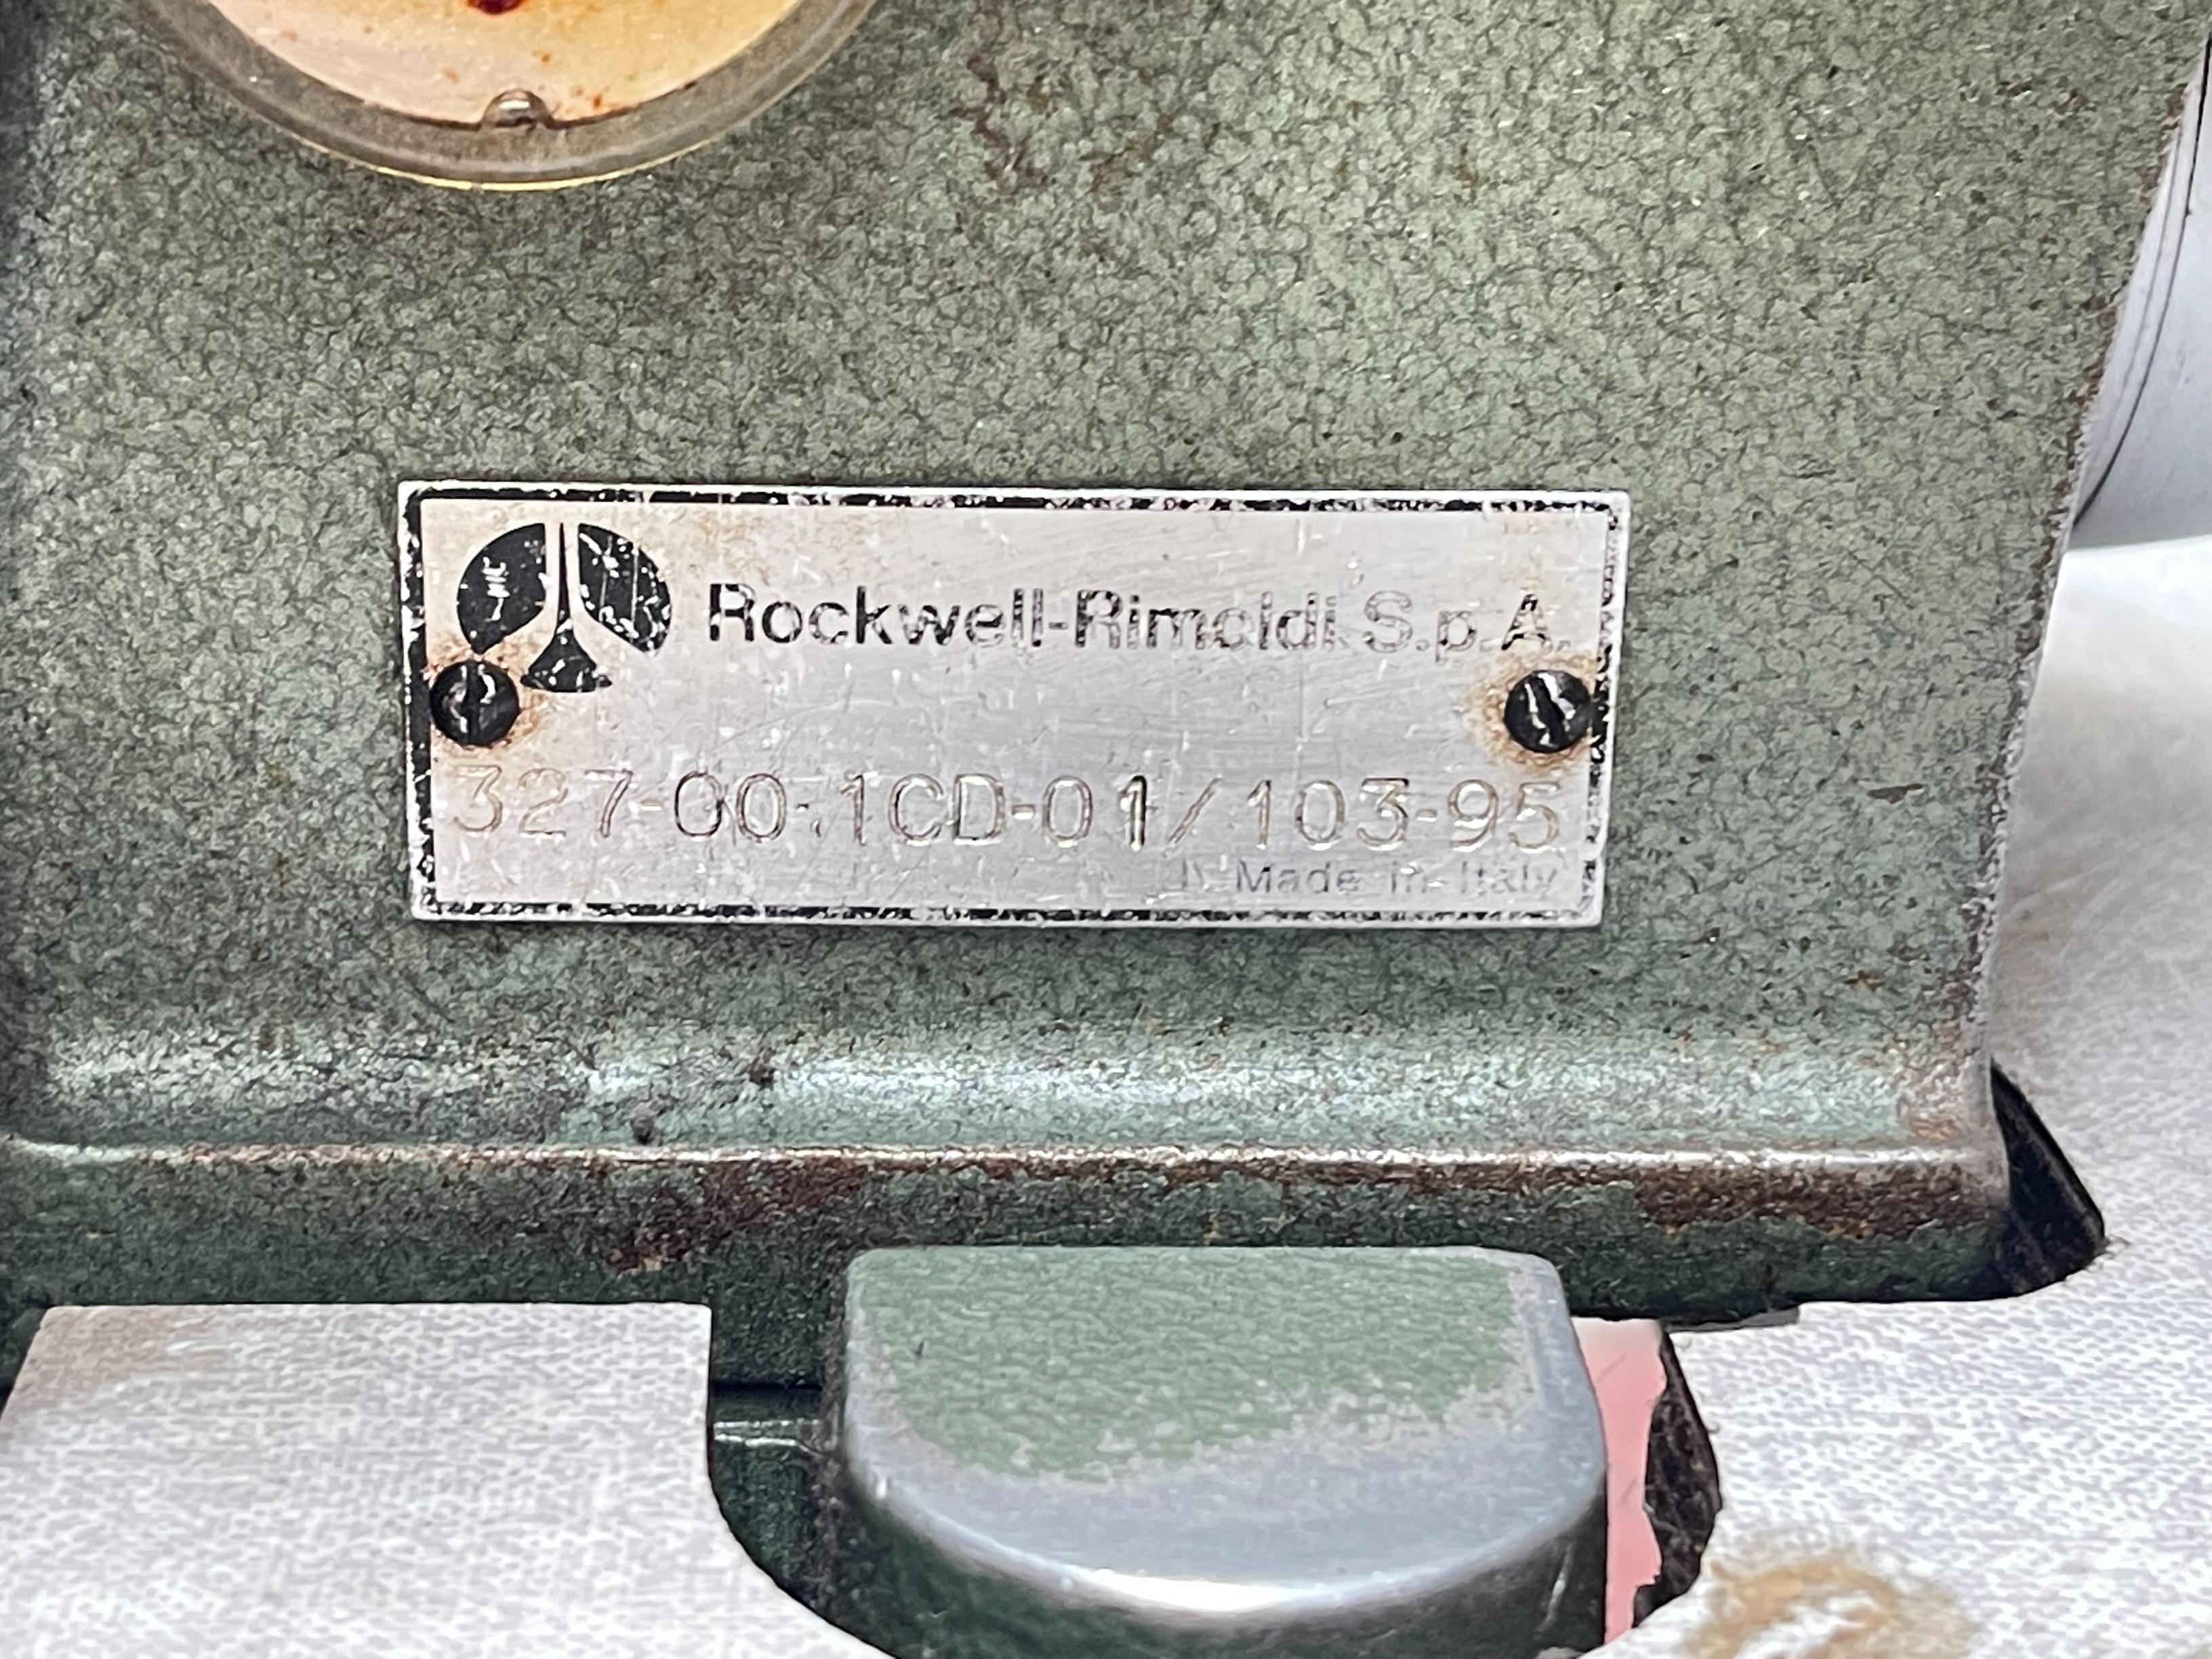 Rockwell-Rimoldi S.p.A.
327-00-1CD-01/103-95
Made in Italy